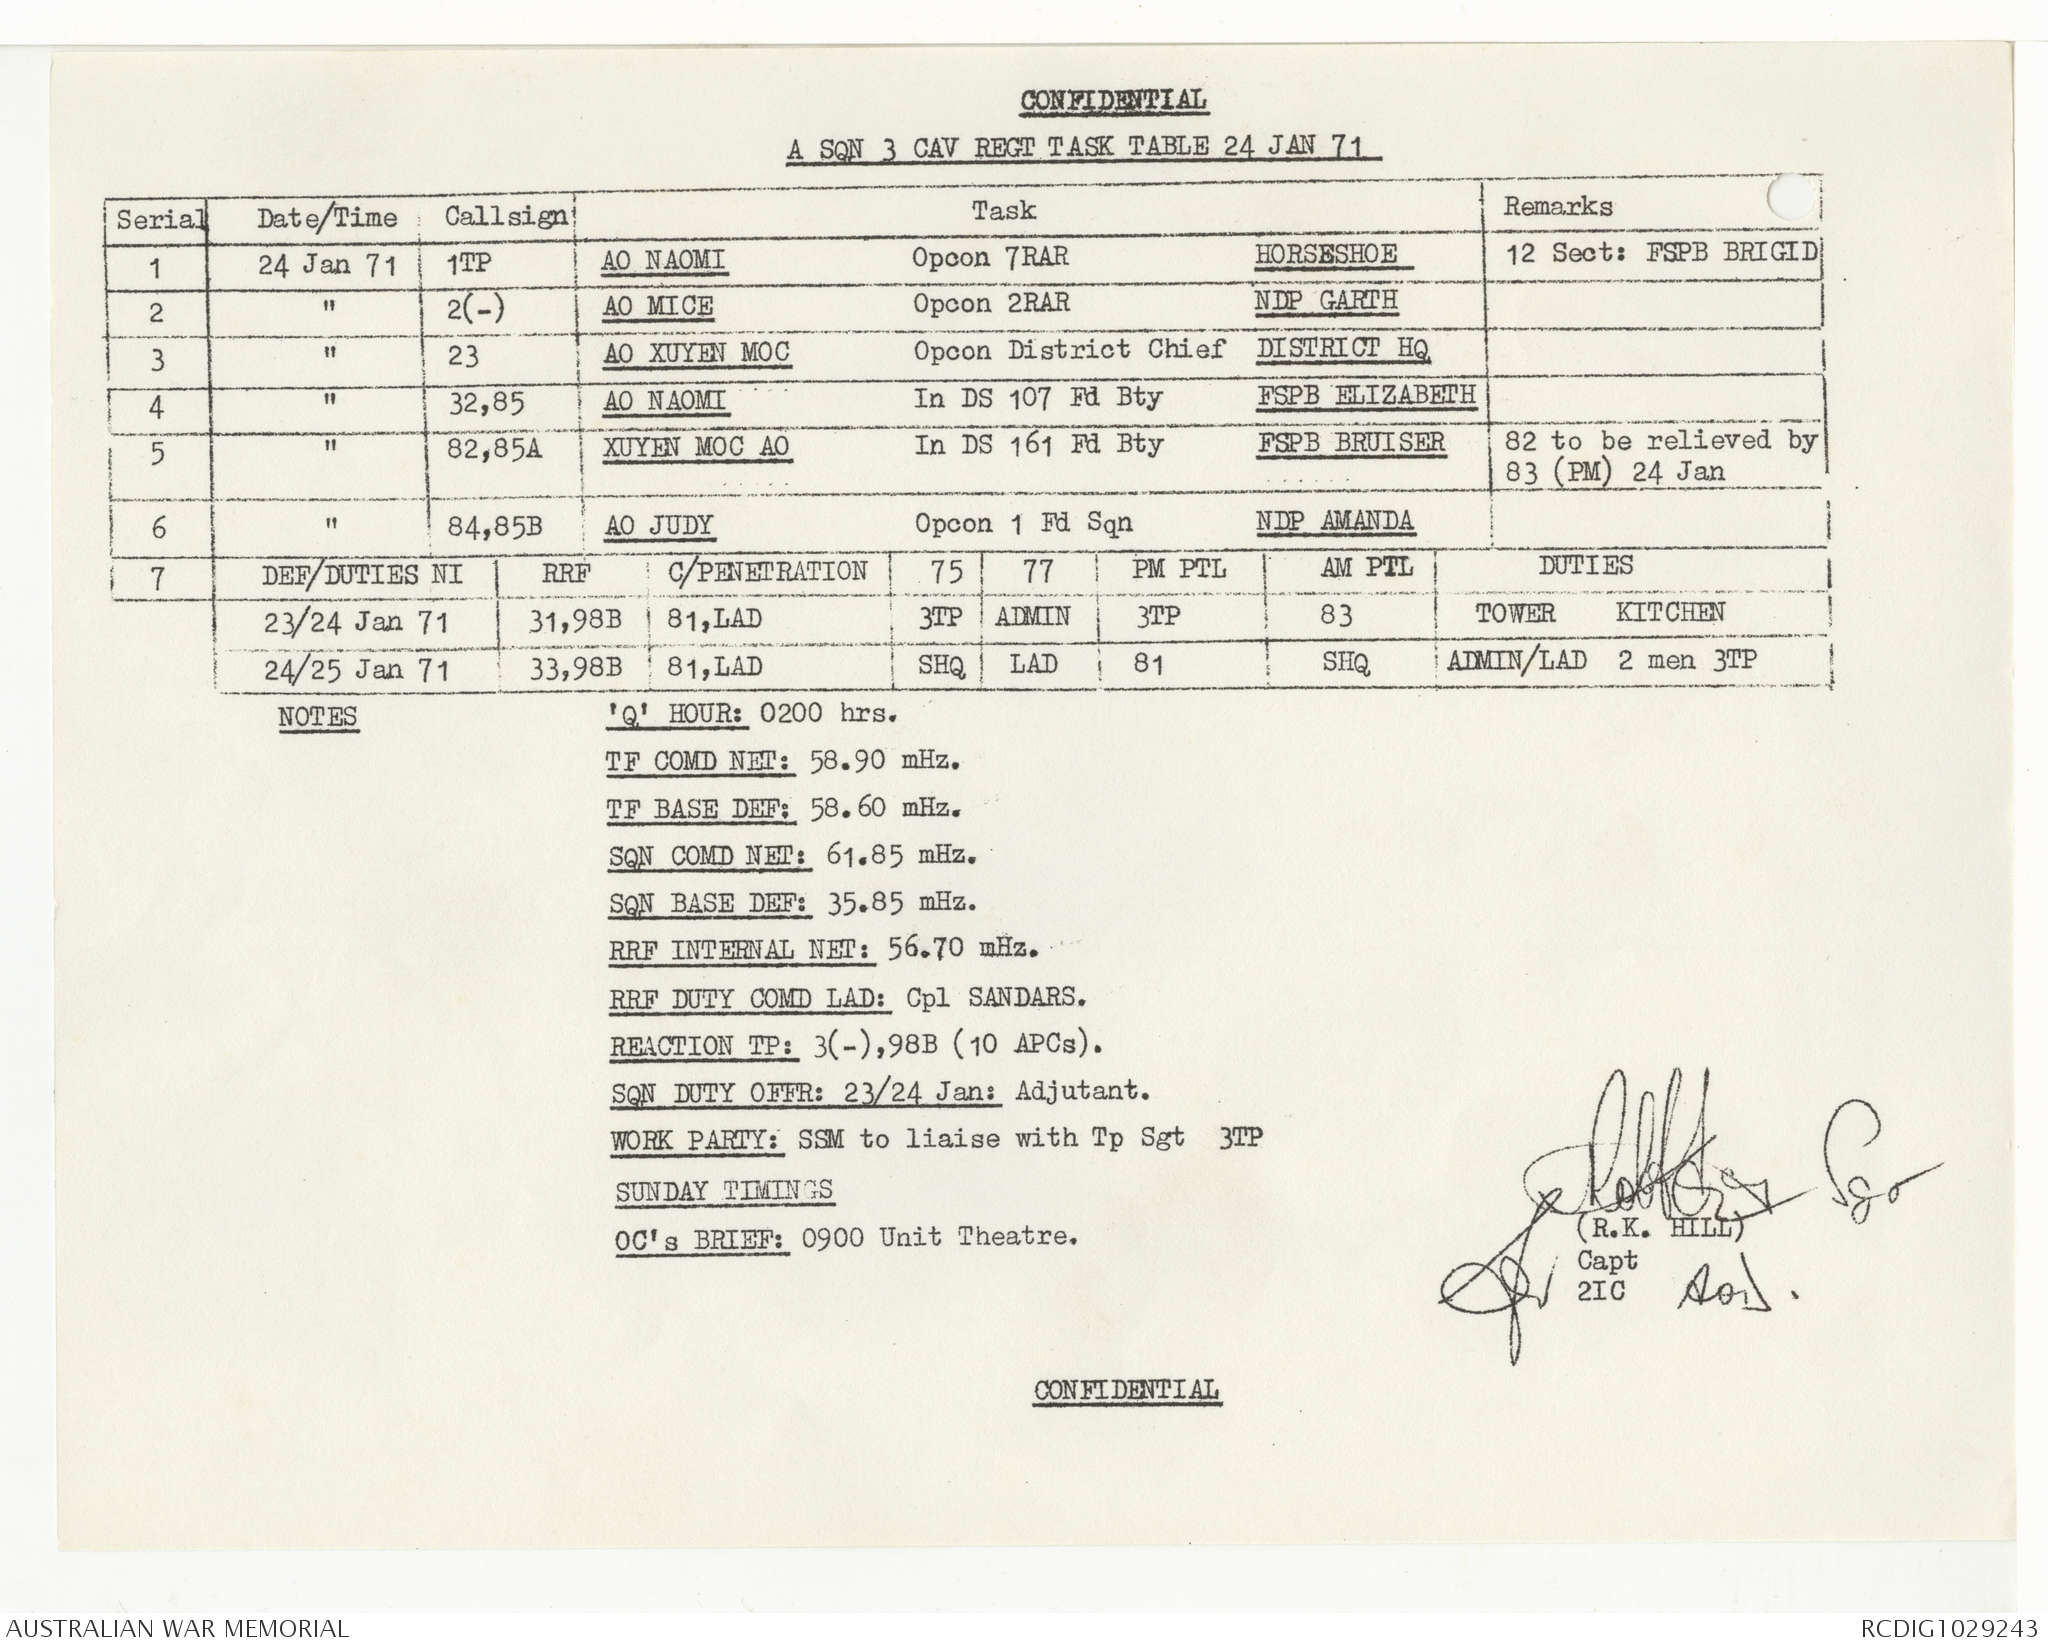 CONFIDENTIAL
A SQN 3 CAV REGT TASK TABLE 24 JAN 71
Serial Date/Time Callsign Task Remarks
1 24 Jan 71 1TP AO NAOMI Opcon 7RAR HORSESHOE 12 Sect: FSPB BRIGID
2 " 2(-) AO MICE Opcon 2RAR NDP GARTH
3 " 23 AO XUYEN MOC Opcon District Chief DISTRICT HQ
4 " 32,85 AO NAOMI In DS 107 Fd Bty FSPB ELIZABETH
5 " 82,85A XUYEN MOC AO In DS 161 Fd Bty FSPB BRUISER 82 to be relieved by
83 (PM) 24 Jan
6 " 84,85B AO JUDY Opcon 1 Fd Sqn NDP AMANDA
7 DEF/DUTIES NI RRF C/PENETRATION 75 77 PM PTL AM PTL DUTIES
23/24 Jan 71 31,98B 81,LAD 3TP ADMIN 3TP 83 TOWER KITCHEN
24/25 Jan 71 33,98B 81,LAD SHQ LAD 81 SHQ ADMIN/LAD 2 men 3TP
NOTES 'Q' HOUR: 0200 hrs.
TF COMD NET: 58.90 mHz.
TF BASE DEF: 58.60 mHz.
SQN COMD NET: 61.85 mHz.
SQN BASE DEF: 35.85 mHz.
RRF INTERNAL NET: 56.70 mHz.
RRF DUTY COMD LAD: Cpl SANDARS.
REACTION TP: 3(-),98B (10 APCs).
SQN DUTY OFFR: 23/24 Jan: Adjutant.
WORK PARTY: SSM to liaise with Tp Sgt 3TP
SUNDAY TIMINGS
OC's BRIEF: 0900 Unit Theatre.
(R.K. HILL)
Capt
2IC
CONFIDENTIAL
AUSTRALIAN WAR MEMORIAL RCDIG1029243